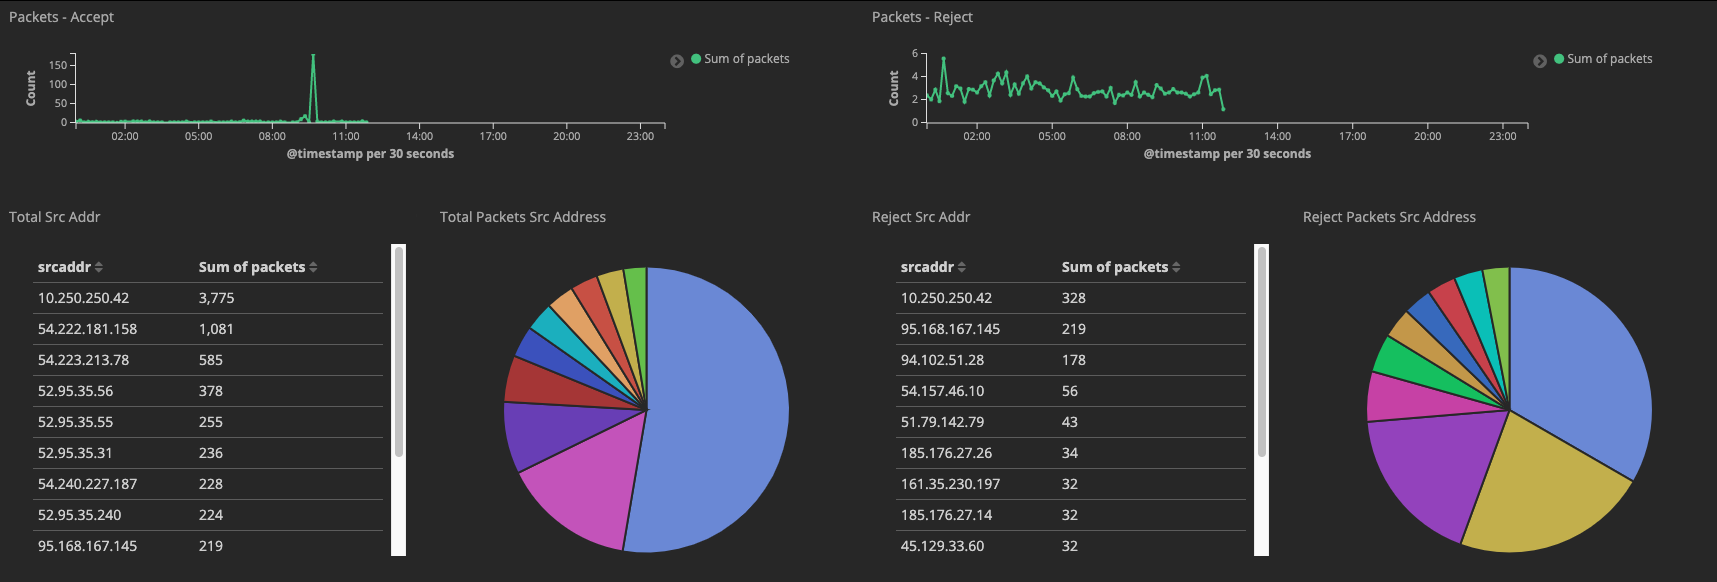 Packets - Accept
150
100
50
0
Count
02:00 05:00 08:00 11:00 14:00 17:00 20:00 23:00
@timestamp per 30 seconds
Sum of packets
Packets - Reject
6
4
2
0
Count
02:00 05:00 08:00 11:00 14:00 17:00 20:00 23:00
@timestamp per 30 seconds
Sum of packets
Total Src Addr
srcaddr Sum of packets
10.250.250.42 3,775
54.222.181.158 1,081
54.223.213.78 585
52.95.35.56 378
52.95.35.55 255
52.95.35.31 236
54.240.227.187 228
52.95.35.240 224
95.168.167.145 219
Total Packets Src Address
Reject Src Addr
srcaddr Sum of packets
10.250.250.42 328
95.168.167.145 219
94.102.51.28 178
54.157.46.10 56
51.79.142.79 43
185.176.27.26 34
161.35.230.197 32
185.176.27.14 32
45.129.33.60 32
Reject Packets Src Address